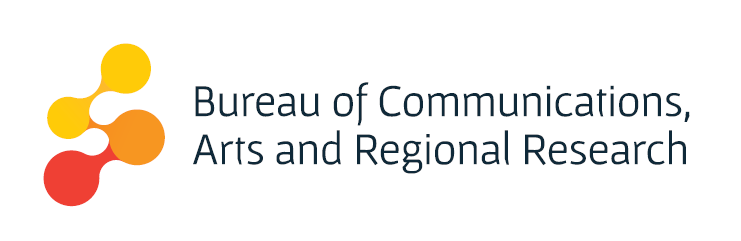 Bureau of Communications,
Arts and Regional Research